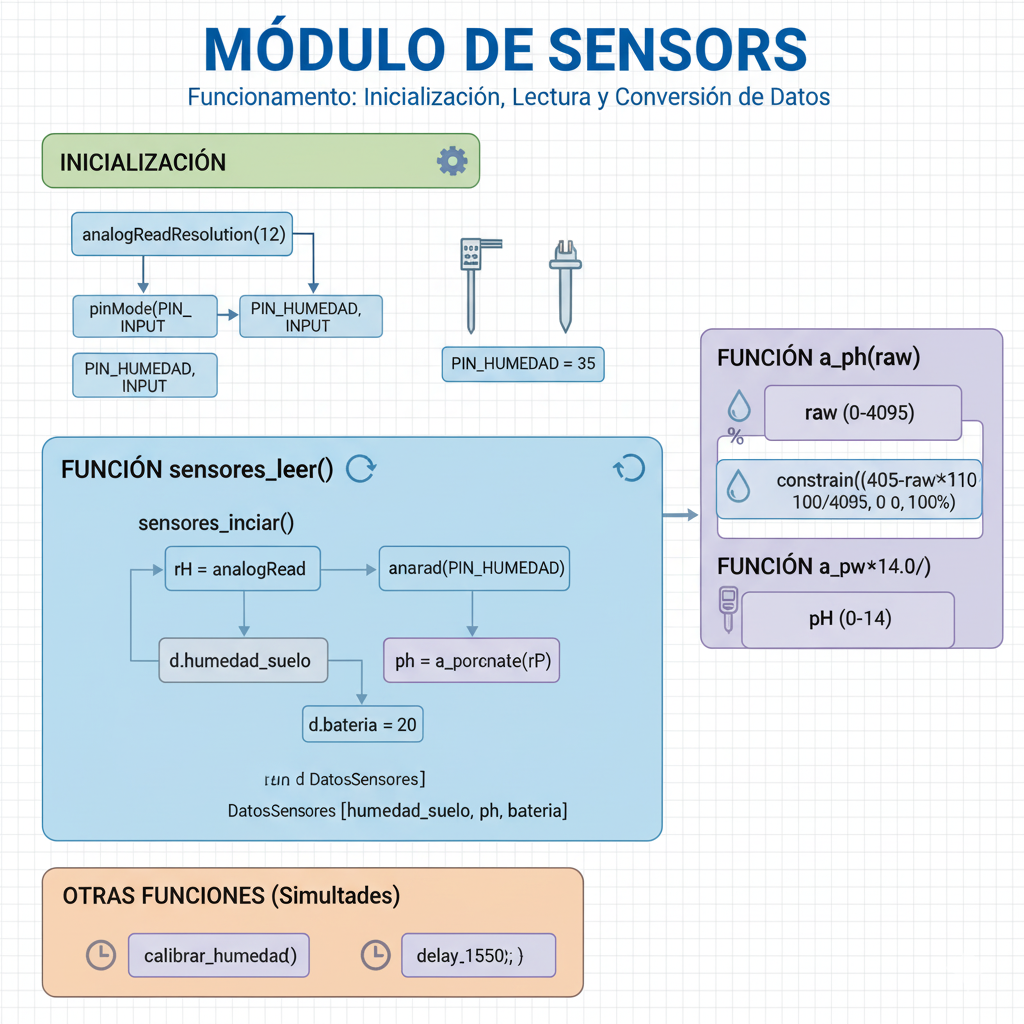 MÓDULO DE SENSORS
Funcionamento: Inicialización, Lectura y Conversión de Datos
INICIALIZACIÓN
analogReadResolution(12)
pinMode(PIN_
INPUT
PIN_HUMEDAD,
INPUT
PIN_HUMEDAD,
INPUT
PIN_HUMEDAD = 35
FUNCIÓN a_ph(raw)
raw (0-4095)
%
constrain((405-raw*110
100/4095, 0 0, 100%)
FUNCIÓN a_pw*14.0/)
pH (0-14)
FUNCIÓN sensores_leer()
sensores_inciar()
rH = analogRead
anarad(PIN_HUMEDAD)
d.humedad_suelo
ph = a_porcnate(rP)
d.bateria = 20
d DatosSensores]
DatosSensores [humedad_suelo, ph, bateria]
OTRAS FUNCIONES (Simultades)
calibrar_humedad()
delay_1550; )